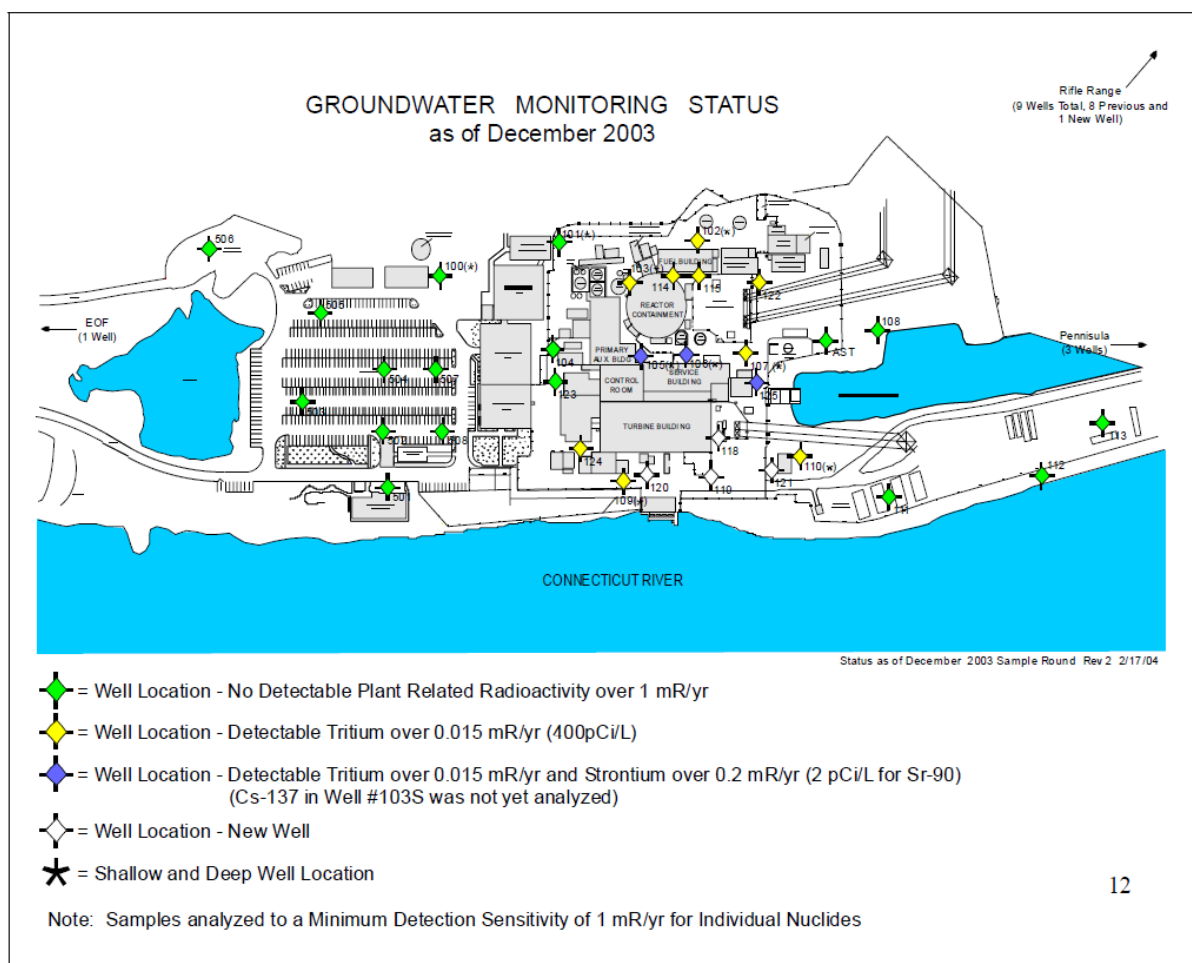 GROUNDWATER MONITORING STATUS
as of December 2003
Rifle Range
(9 Wells Total, 8 Previous and
1 New Well)
506
101(*)
102(*)
100(*)
103(*)
FUEL BUILDING
114
115
122
505
REACTOR
CONTAINMENT
EOF
(1 Well)
108
Pennisula
(3 Wells)
AST
104
PRIMARY
AUX. BLDG
105(*)
106(*)
107(*)
504
507
SERVICE
BUILDING
123
CONTROL
ROOM
125
503
TURBINE BUILDING
502
508
118
113
124
110(*)
109(*)
120
119
121
112
111
CONNECTICUT RIVER
Status as of December 2003 Sample Round Rev 2 2/17/04
= Well Location - No Detectable Plant Related Radioactivity over 1 mR/yr
= Well Location - Detectable Tritium over 0.015 mR/yr (400pCi/L)
= Well Location - Detectable Tritium over 0.015 mR/yr and Strontium over 0.2 mR/yr (2 pCi/L for Sr-90)
(Cs-137 in Well #103S was not yet analyzed)
= Well Location - New Well
= Shallow and Deep Well Location
12
Note: Samples analyzed to a Minimum Detection Sensitivity of 1 mR/yr for Individual Nuclides